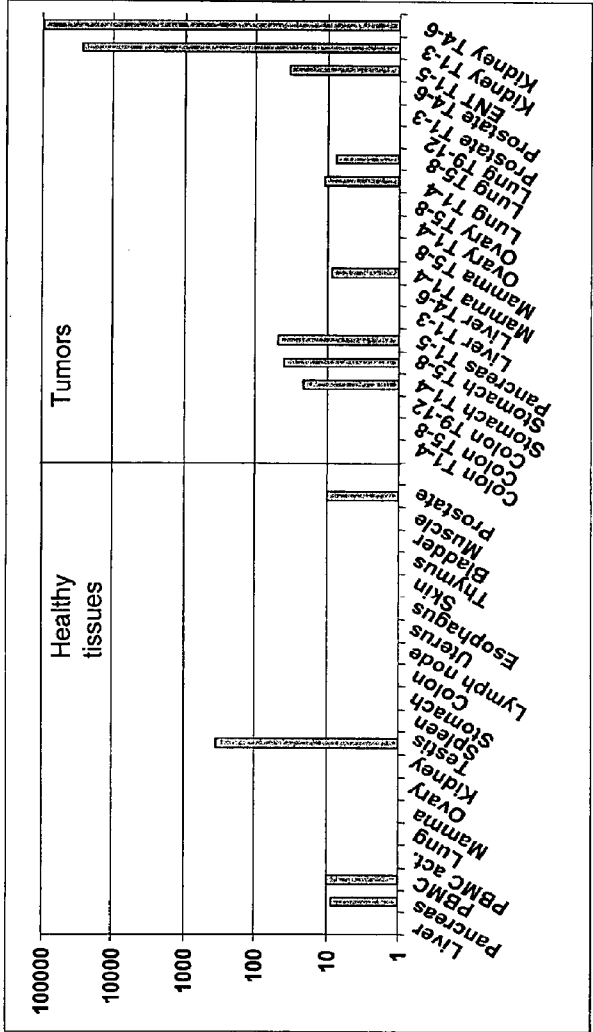 Healthy
tissues
Tumors
100000
10000
1000
100
10
1
Liver
Pancreas
PBMC
PBMC act.
Lung
Mamma
Ovary
Kidney
Testis
Spleen
Stomach
Colon
Lymph node
Uterus
Esophagus
Skin
Thymus
Bladder
Muscle
Prostate
Colon T1-4
Colon T5-8
Colon T9-12
Stomach T1-4
Stomach T5-8
Pancreas T1-5
Liver T1-3
Liver T4-6
Mamma T1-4
Mamma T5-8
Ovary T1-4
Ovary T5-8
Lung T1-4
Lung T5-8
Lung T9-12
Prostate T1-3
Prostate T4-6
ENT T1-5
Kidney T1-3
Kidney T4-6